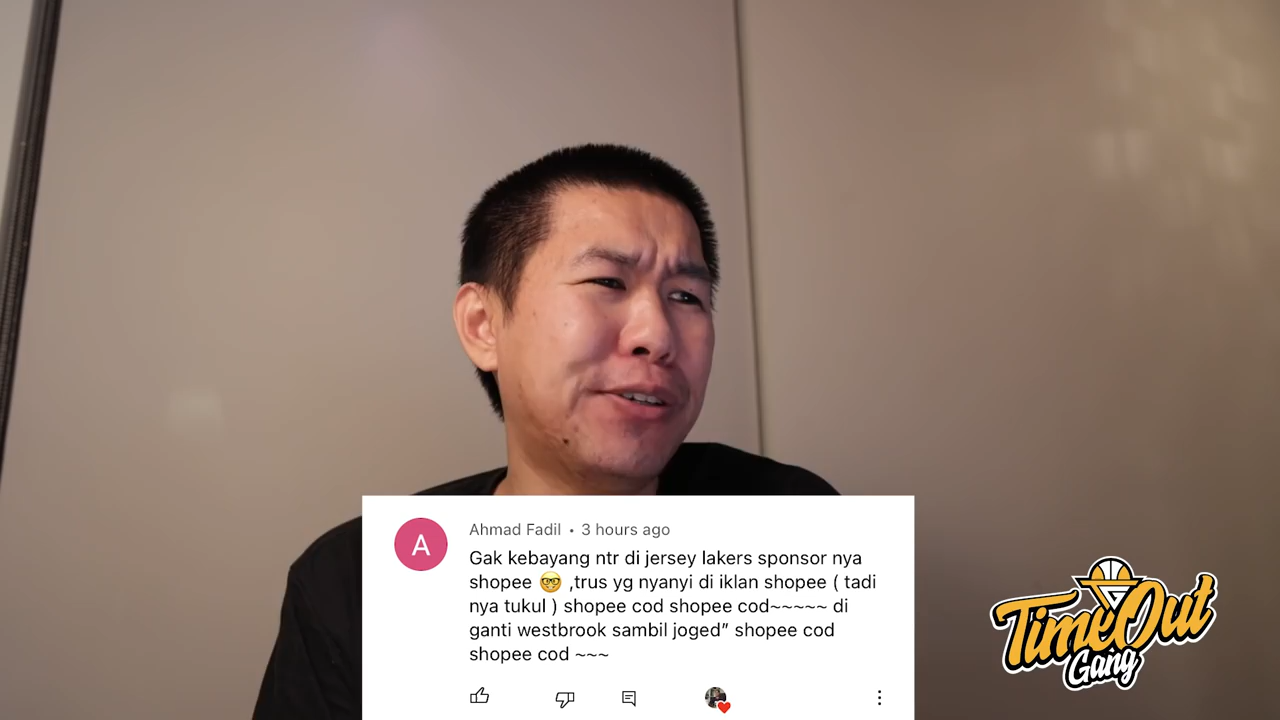 Ahmad Fadil • 3 hours ago
A
Gak kebayang ntr di jersey lakers sponsor nya
shopee 🤓 ,trus yg nyanyi di iklan shopee ( tadi
nya tukul ) shopee cod shopee cod~~~~~ di
ganti westbrook sambil joged” shopee cod
shopee cod ~~~
TimeOut
Gang